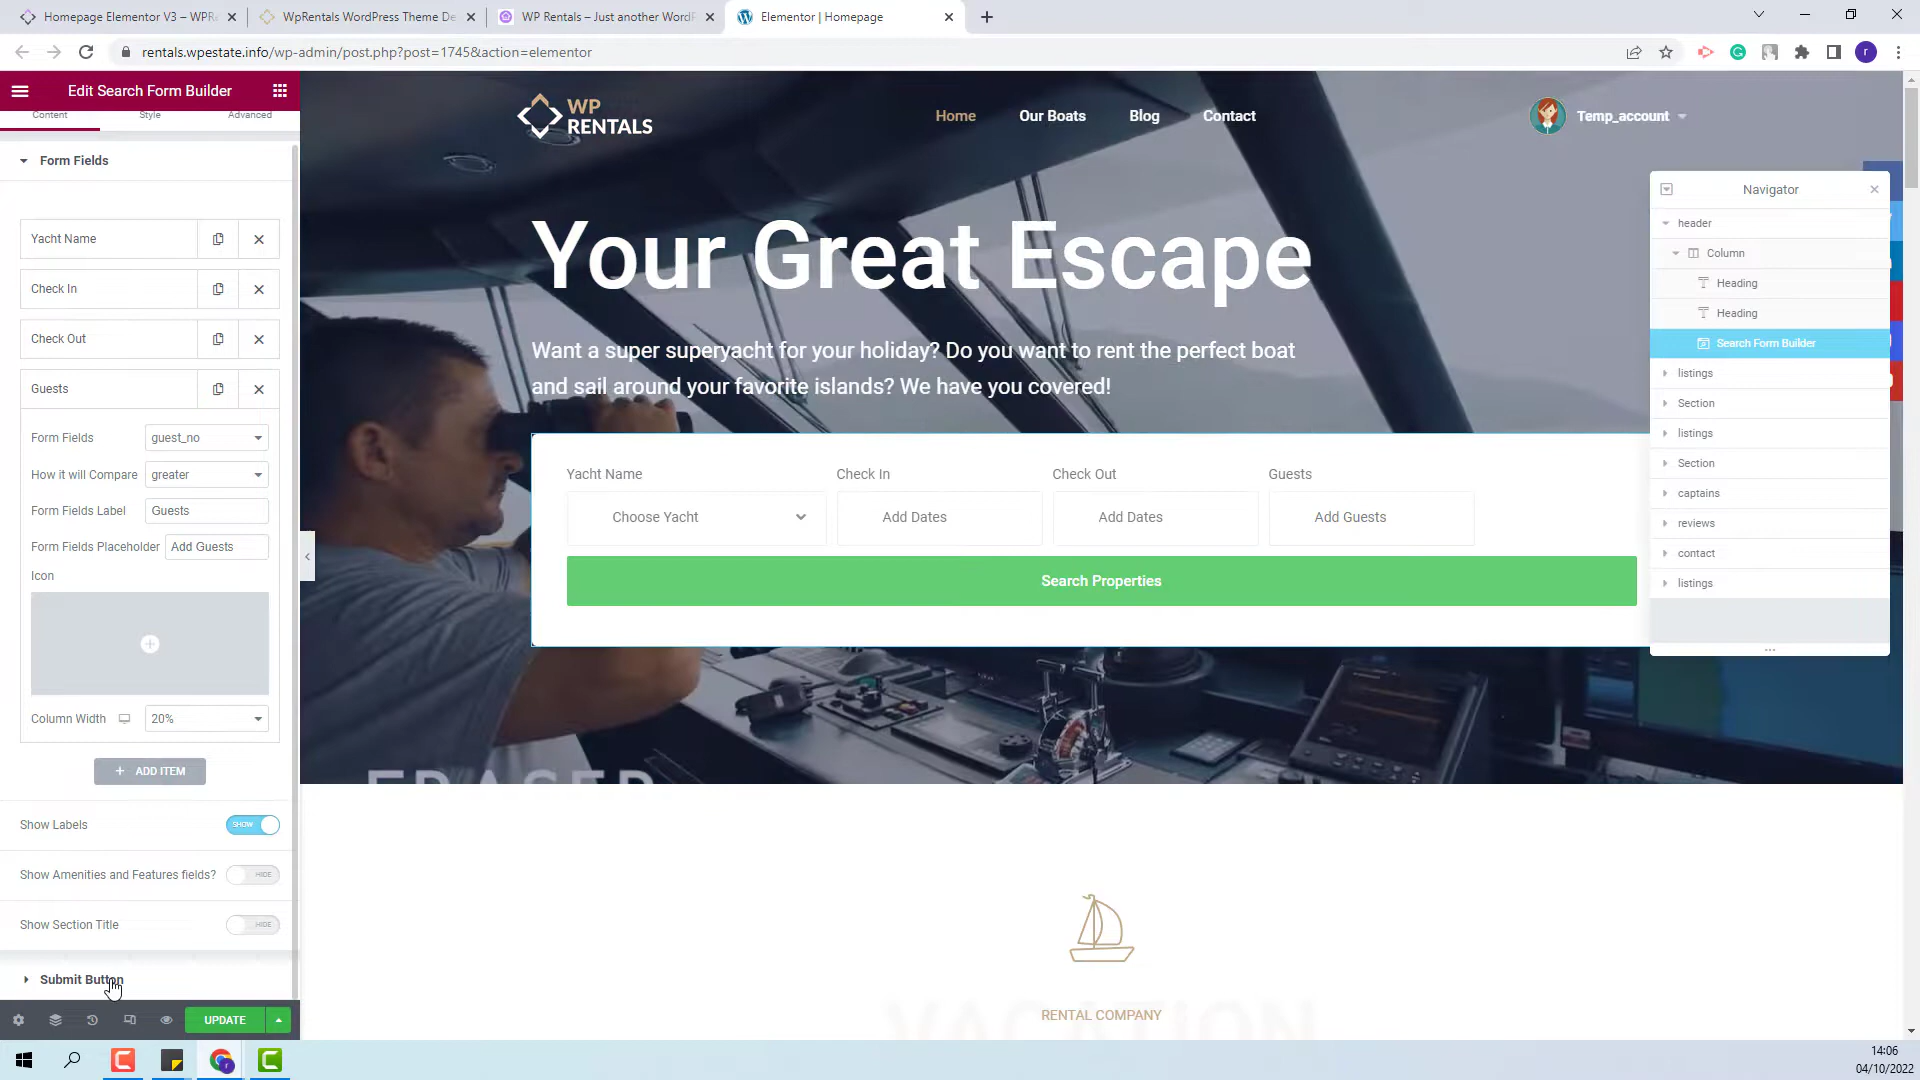 Homepage Elementor V3 – WPR
WpRentals WordPress Theme De
WP Rentals – Just another WordP
Elementor | Homepage
rentals.wpestate.info/wp-admin/post.php?post=1745&action=elementor
r
Edit Search Form Builder
Content
Style
Advanced
Form Fields
Yacht Name
Check In
Check Out
Guests
Form Fields
guest_no
How it will Compare
greater
Form Fields Label
Guests
Form Fields Placeholder
Add Guests
Icon
Column Width
20%
+ ADD ITEM
Show Labels
SHOW
Show Amenities and Features fields?
HIDE
Show Section Title
HIDE
Submit Button
UPDATE
WP
RENTALS
Home
Our Boats
Blog
Contact
Temp_account
Your Great Escape
Want a super superyacht for your holiday? Do you want to rent the perfect boat
and sail around your favorite islands? We have you covered!
Yacht Name
Check In
Check Out
Guests
Choose Yacht
Add Dates
Add Dates
Add Guests
Search Properties
FRASER
VACATION
RENTAL COMPANY
Navigator
header
Column
Heading
Heading
Search Form Builder
listings
Section
listings
Section
captains
reviews
contact
listings
14:06
04/10/2022